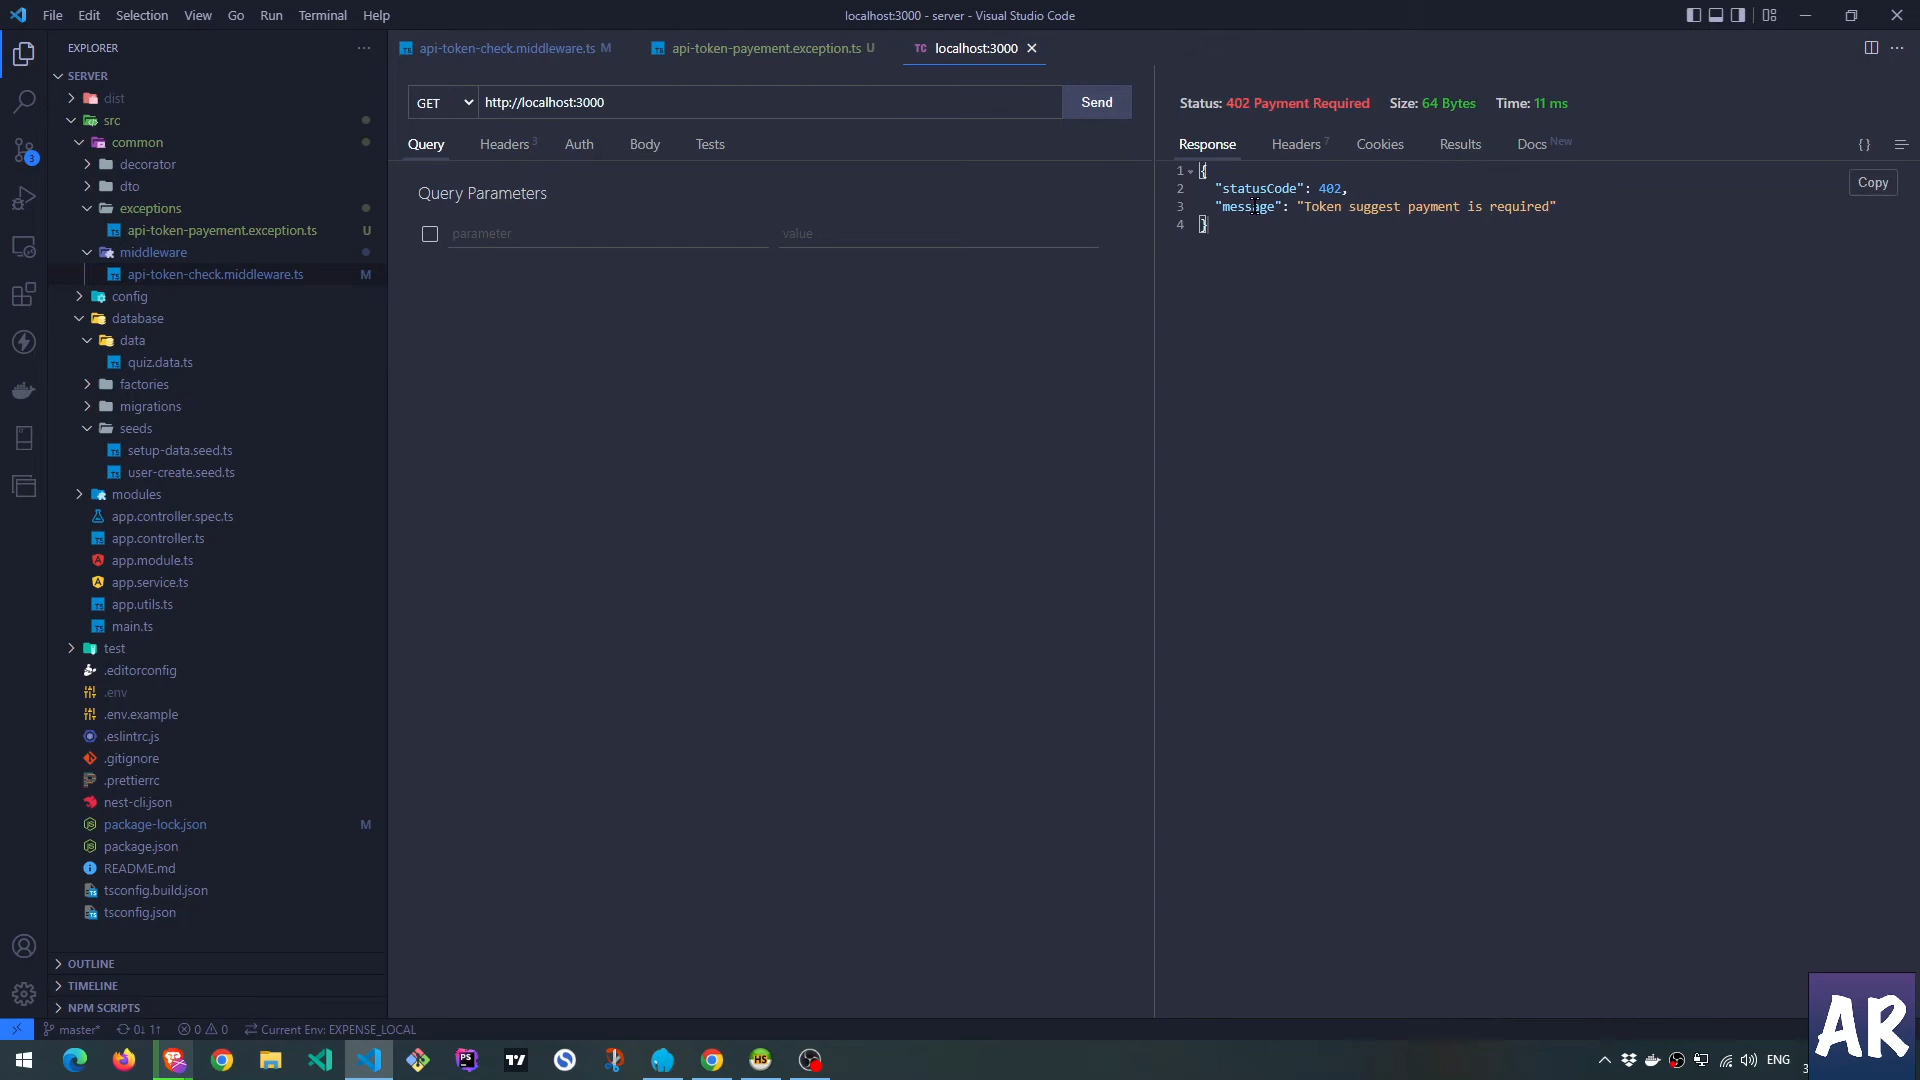 File Edit Selection View Go Run Terminal Help
localhost:3000 - server - Visual Studio Code
EXPLORER
SERVER
dist
src
common
decorator
dto
exceptions
api-token-payement.exception.ts U
middleware
api-token-check.middleware.ts M
config
database
data
quiz.data.ts
factories
migrations
seeds
setup-data.seed.ts
user-create.seed.ts
modules
app.controller.spec.ts
app.controller.ts
app.module.ts
app.service.ts
app.utils.ts
main.ts
test
.editorconfig
.env
.env.example
.eslintrc.js
.gitignore
.prettierrc
nest-cli.json
package-lock.json M
package.json
README.md
tsconfig.build.json
tsconfig.json
OUTLINE
TIMELINE
NPM SCRIPTS
3
api-token-check.middleware.ts M
api-token-payement.exception.ts U
TC localhost:3000
GET http://localhost:3000 Send
Query Headers 3 Auth Body Tests
Query Parameters
parameter value
Status: 402 Payment Required Size: 64 Bytes Time: 11 ms
Response Headers 7 Cookies Results Docs New
{}
1 {
2 "statusCode": 402,
3 "message": "Token suggest payment is required"
4 }
Copy
master* 0↓ 1↑ 0 0 Current Env: EXPENSE_LOCAL
ENG
AR